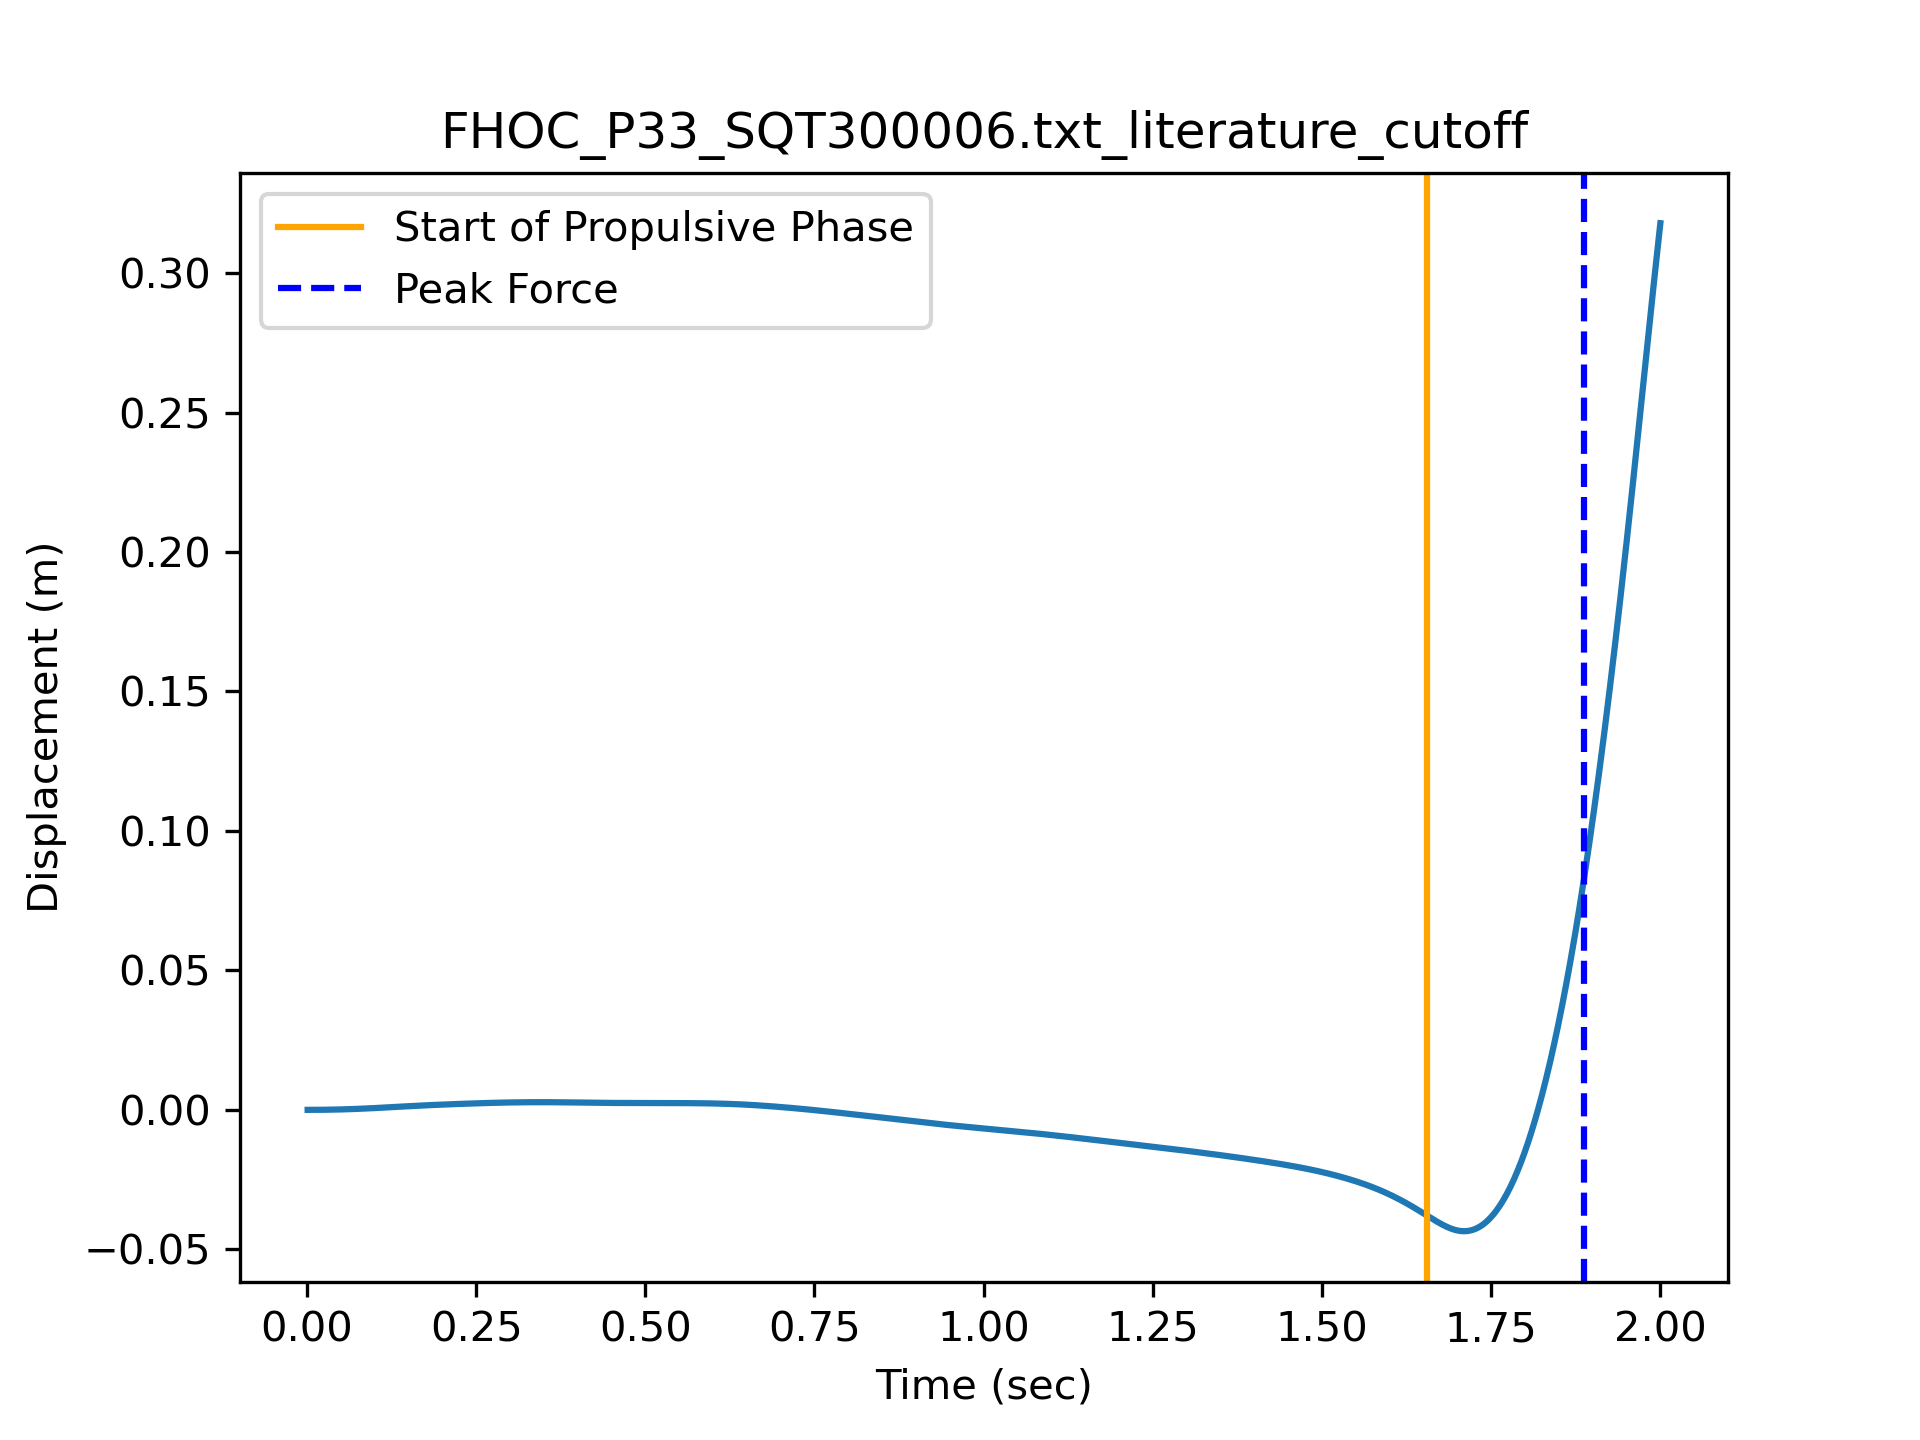 FHOC_P33_SQT300006.txt_literature_cutoff
Start of Propulsive Phase
Peak Force
0.30
0.25
0.20
0.15
0.10
0.05
0.00
−0.05
Displacement (m)
0.00 0.25 0.50 0.75 1.00 1.25 1.50 1.75 2.00
Time (sec)